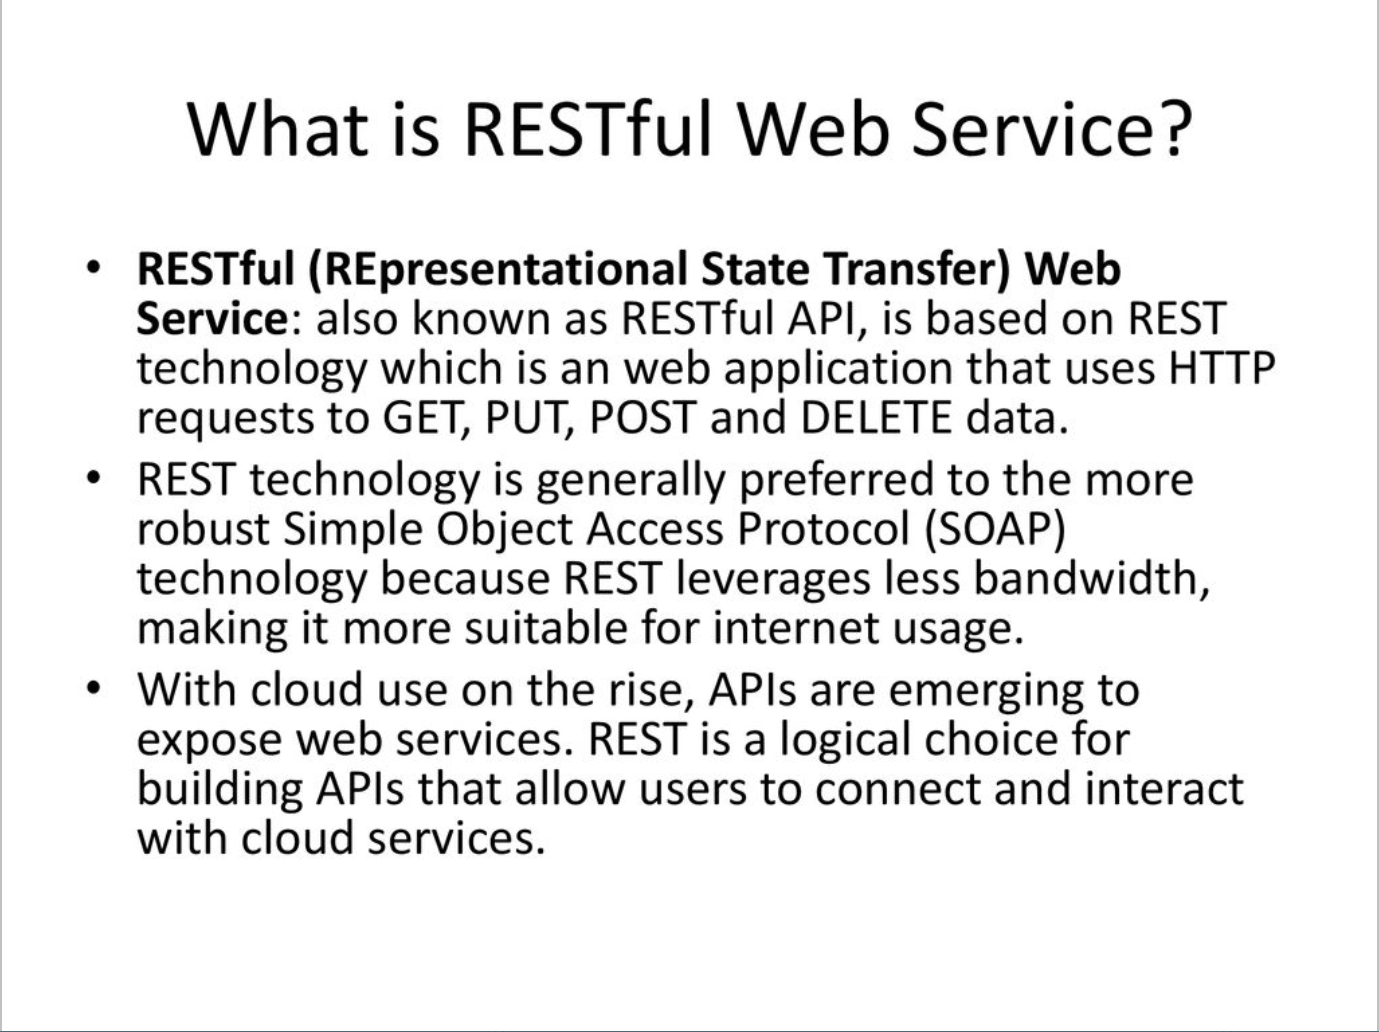 What is RESTful Web Service?
• RESTful (REpresentational State Transfer) Web
Service: also known as RESTful API, is based on REST
technology which is an web application that uses HTTP
requests to GET, PUT, POST and DELETE data.
• REST technology is generally preferred to the more
robust Simple Object Access Protocol (SOAP)
technology because REST leverages less bandwidth,
making it more suitable for internet usage.
• With cloud use on the rise, APIs are emerging to
expose web services. REST is a logical choice for
building APIs that allow users to connect and interact
with cloud services.